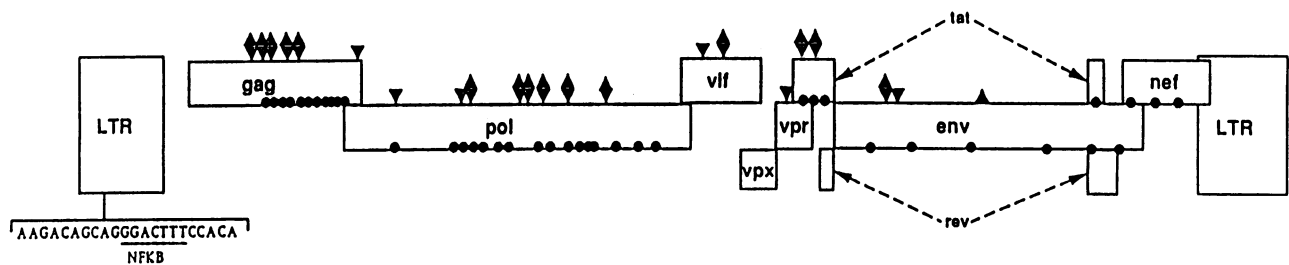 tat
gag
vif
nef
LTR
pol
vpr
env
LTR
vpx
rev
AAGACAGCAGGGACTTTCCACA
NFKB